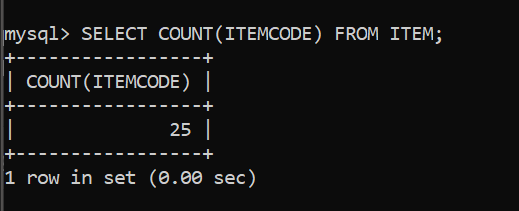 mysql> SELECT COUNT(ITEMCODE) FROM ITEM;
+-----------------+
| COUNT(ITEMCODE) |
+-----------------+
|              25 |
+-----------------+
1 row in set (0.00 sec)